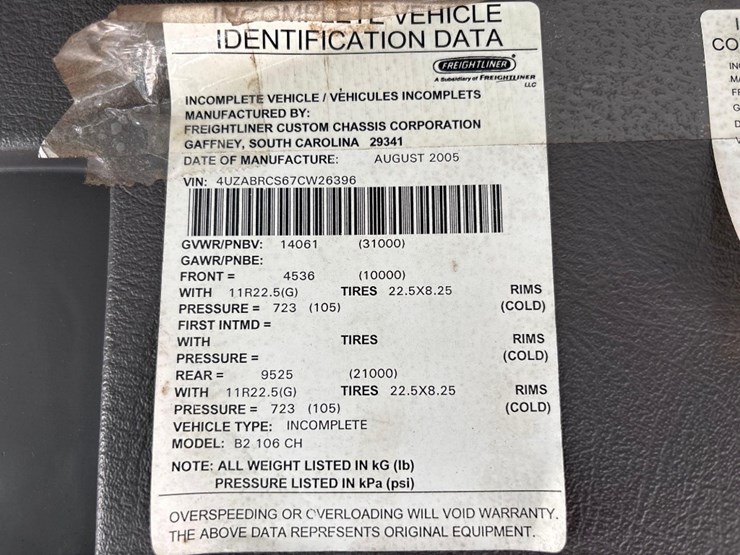 INCOMPLETE VEHICLE
IDENTIFICATION DATA
FREIGHTLINER
A Subsidiary of FREIGHTLINER
LLC
INCOMPLETE VEHICLE / VÉHICULES INCOMPLETS
MANUFACTURED BY:
FREIGHTLINER CUSTOM CHASSIS CORPORATION
GAFFNEY, SOUTH CAROLINA 29341
DATE OF MANUFACTURE: AUGUST 2005
VIN: 4UZABRCS67CW26396
GVWR/PNBV: 14061 (31000)
GAWR/PNBE:
FRONT = 4536 (10000)
WITH 11R22.5(G) TIRES 22.5X8.25 RIMS
PRESSURE = 723 (105) (COLD)
FIRST INTMD =
WITH TIRES RIMS
PRESSURE = (COLD)
REAR = 9525 (21000)
WITH 11R22.5(G) TIRES 22.5X8.25 RIMS
PRESSURE = 723 (105) (COLD)
VEHICLE TYPE: INCOMPLETE
MODEL: B2 106 CH
NOTE: ALL WEIGHT LISTED IN kG (lb)
PRESSURE LISTED IN kPa (psi)
OVERSPEEDING OR OVERLOADING WILL VOID WARRANTY.
THE ABOVE DATA REPRESENTS ORIGINAL EQUIPMENT.
CO